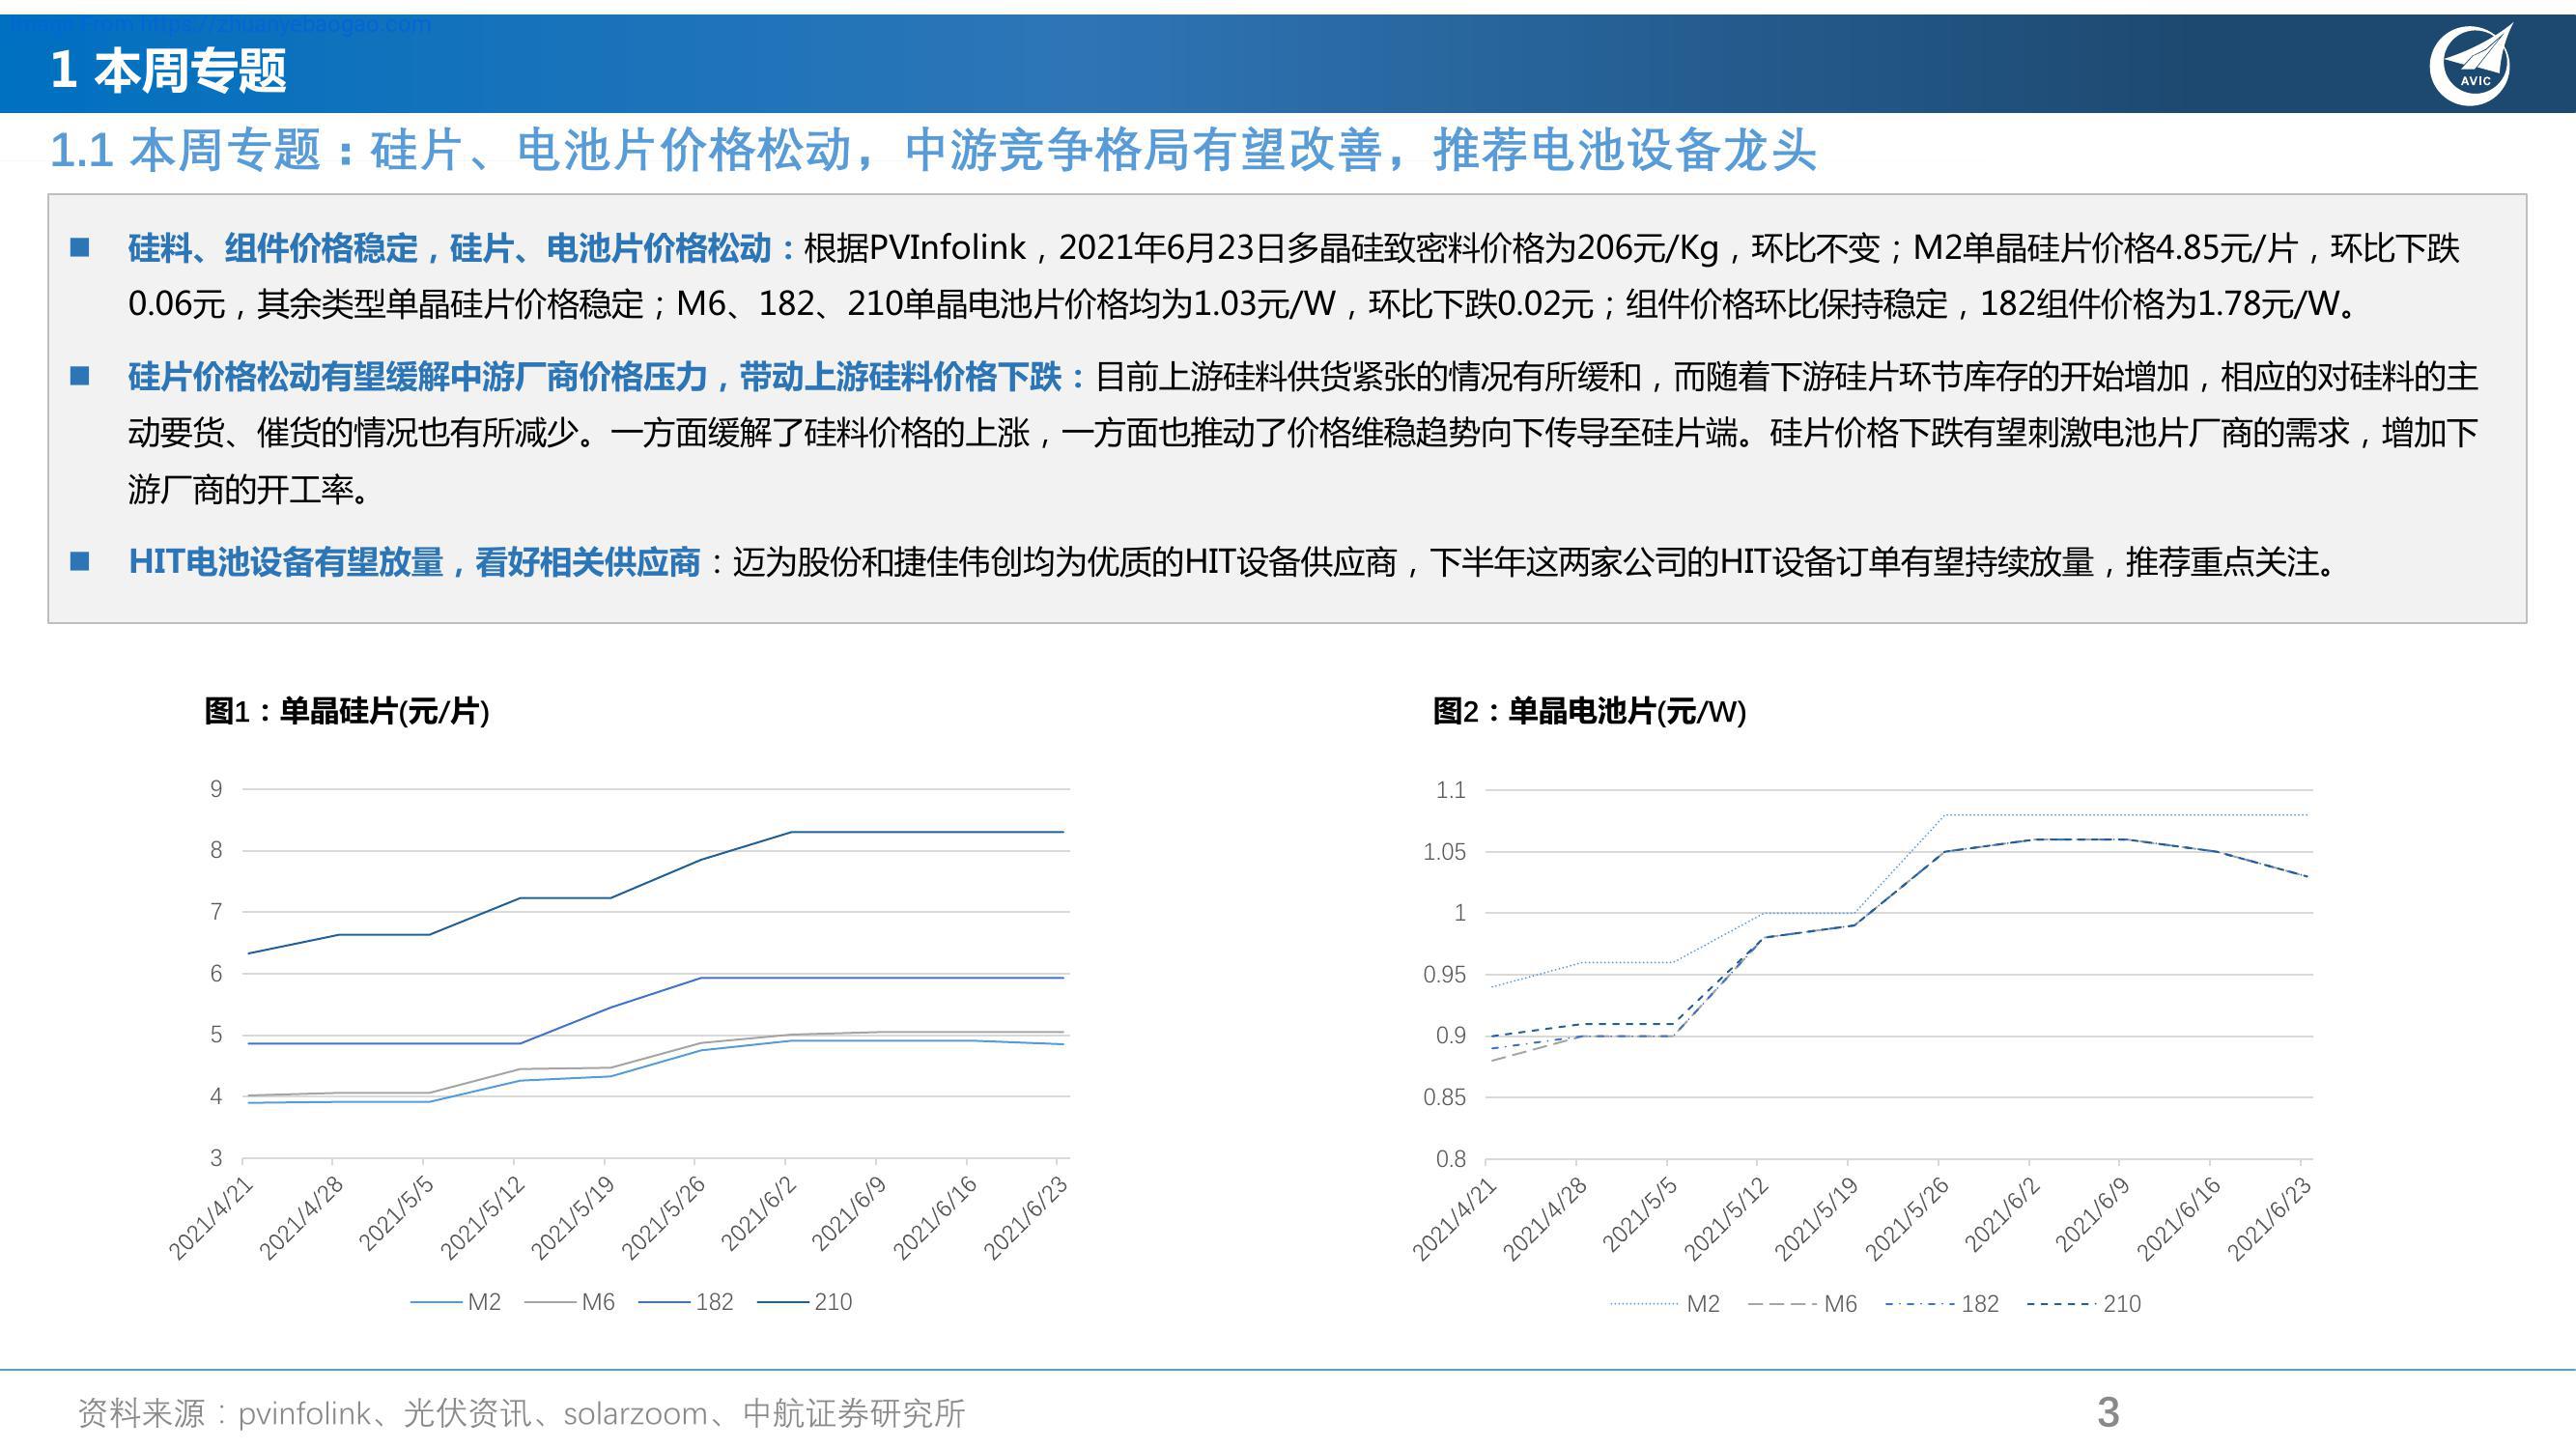 Image From https://zhuanyebaogao.com
1 本周专题
AVIC
1.1 本周专题：硅片、电池片价格松动，中游竞争格局有望改善，推荐电池设备龙头
■ 硅料、组件价格稳定，硅片、电池片价格松动：根据PVInfolink，2021年6月23日多晶硅致密料价格为206元/Kg，环比不变；M2单晶硅片价格4.85元/片，环比下跌
0.06元，其余类型单晶硅片价格稳定；M6、182、210单晶电池片价格均为1.03元/W，环比下跌0.02元；组件价格环比保持稳定，182组件价格为1.78元/W。
■ 硅片价格松动有望缓解中游厂商价格压力，带动上游硅料价格下跌：目前上游硅料供货紧张的情况有所缓和，而随着下游硅片环节库存的开始增加，相应的对硅料的主
动要货、催货的情况也有所减少。一方面缓解了硅料价格的上涨，一方面也推动了价格维稳趋势向下传导至硅片端。硅片价格下跌有望刺激电池片厂商的需求，增加下
游厂商的开工率。
■ HIT电池设备有望放量，看好相关供应商：迈为股份和捷佳伟创均为优质的HIT设备供应商，下半年这两家公司的HIT设备订单有望持续放量，推荐重点关注。
图1：单晶硅片(元/片)
9
8
7
6
5
4
3
2021/4/21 2021/4/28 2021/5/5 2021/5/12 2021/5/19 2021/5/26 2021/6/2 2021/6/9 2021/6/16 2021/6/23
M2 M6 182 210
图2：单晶电池片(元/W)
1.1
1.05
1
0.95
0.9
0.85
0.8
2021/4/21 2021/4/28 2021/5/5 2021/5/12 2021/5/19 2021/5/26 2021/6/2 2021/6/9 2021/6/16 2021/6/23
M2 M6 182 210
资料来源：pvinfolink、光伏资讯、solarzoom、中航证券研究所
3